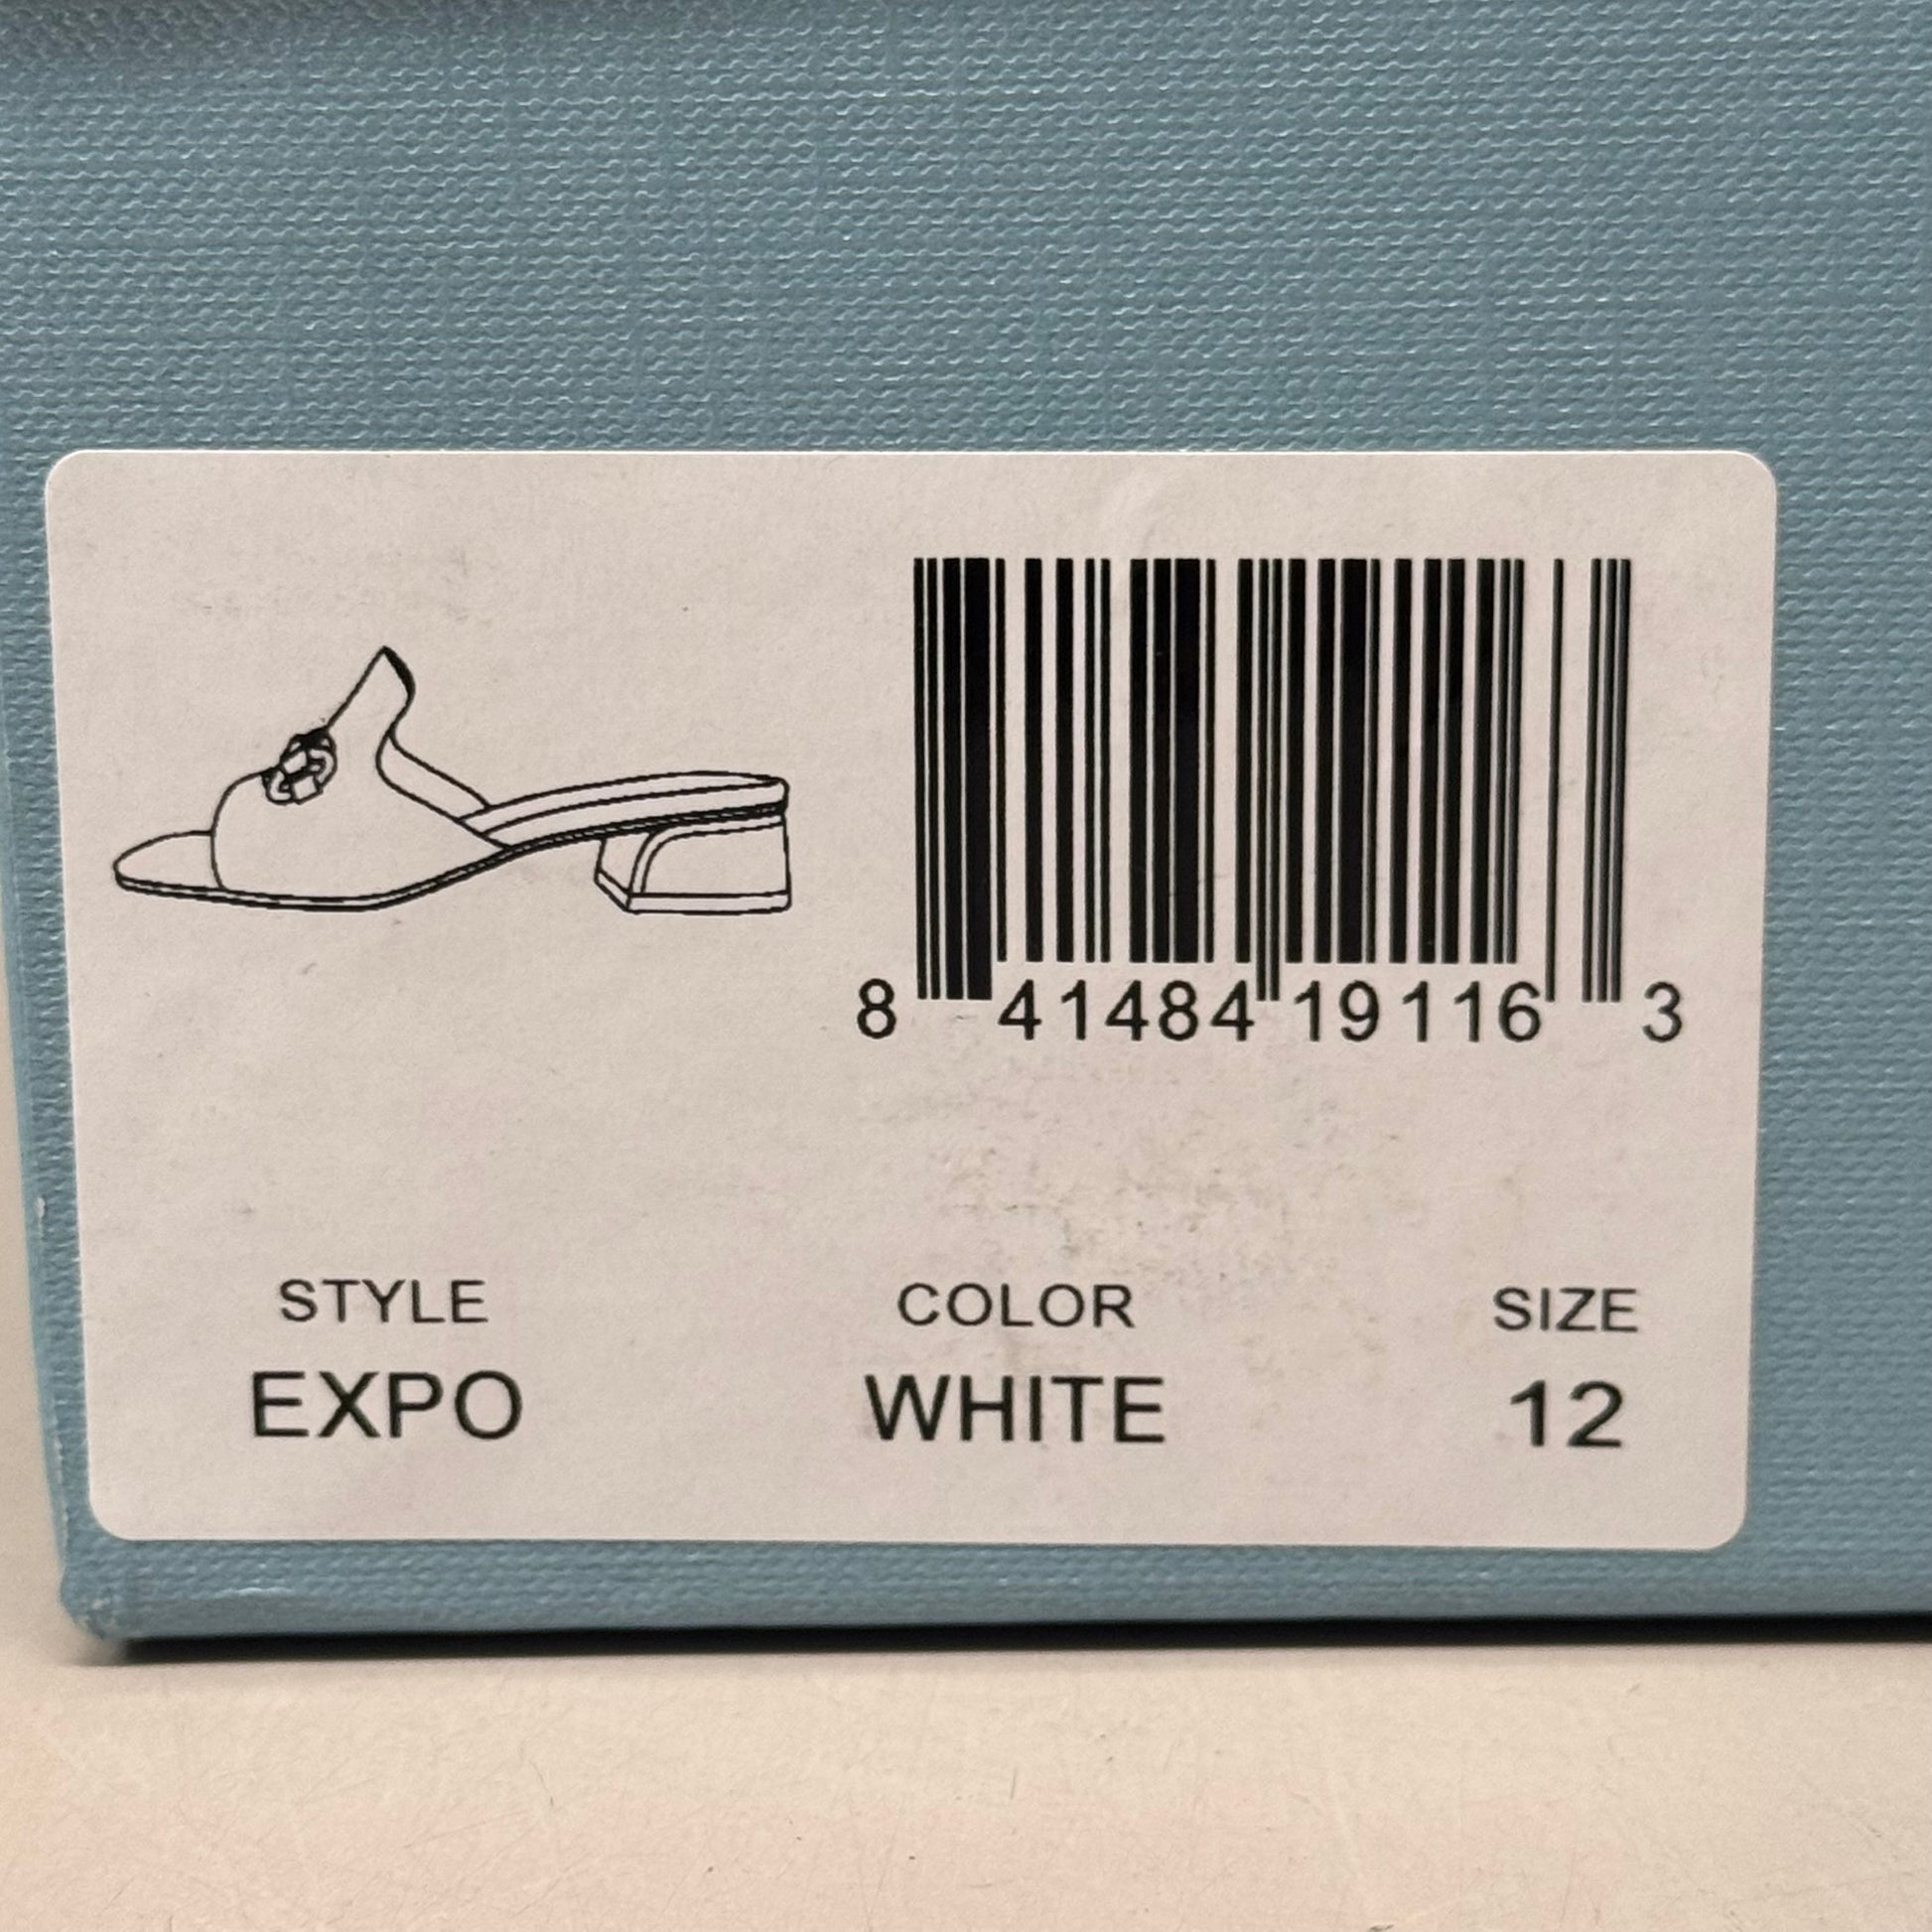 8 41484 19116 3
STYLE COLOR SIZE
EXPO WHITE 12